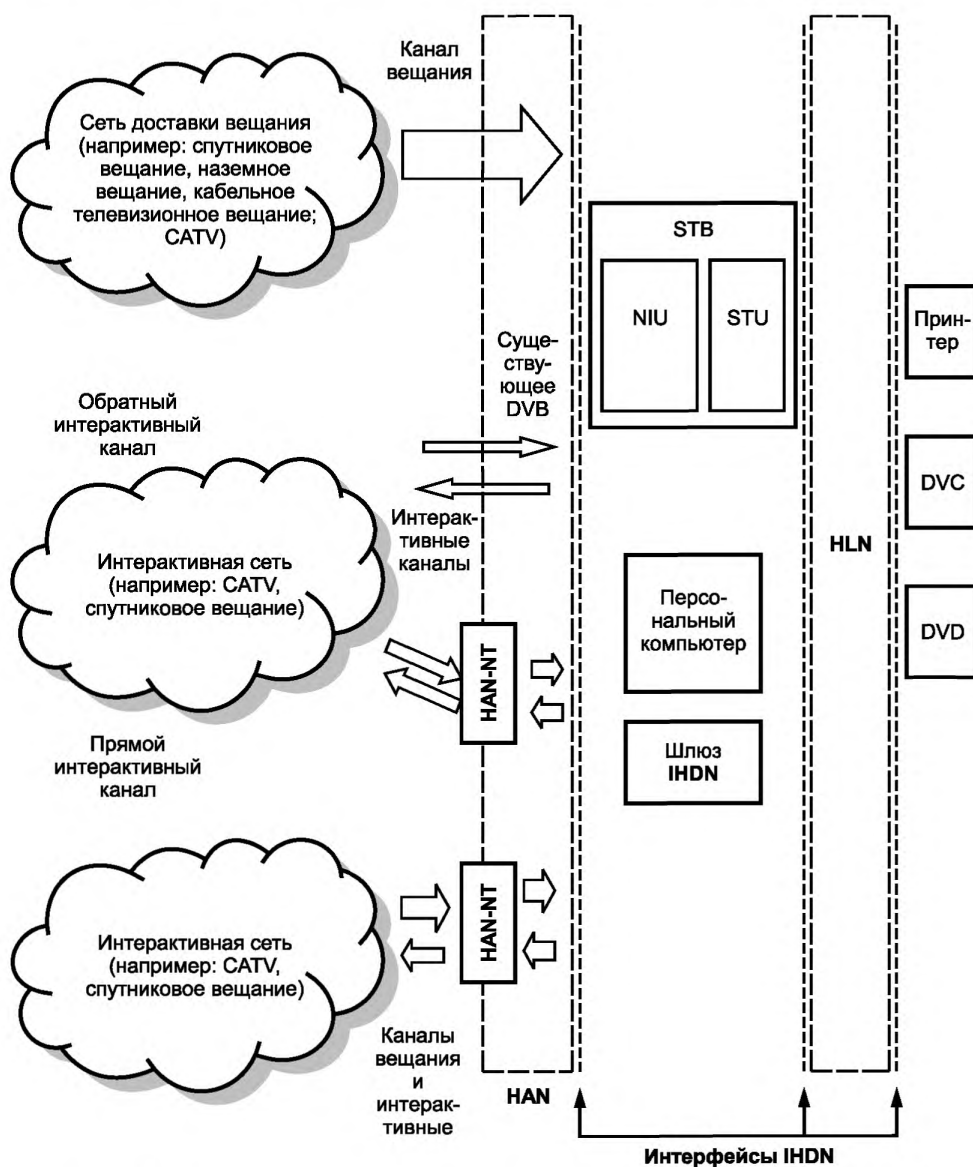 Канал
вещания
Сеть доставки вещания
(например: спутниковое
вещание, наземное
вещание, кабельное
телевизионное вещание;
CATV)
STB
NIU
STU
Прин-
тер
Суще-
ству-
ющее
DVB
Обратный
интерактивный
канал
DVC
Интерак-
тивные
каналы
HLN
Интерактивная сеть
(например: CATV,
спутниковое вещание)
Персо-
нальный
компьютер
DVD
HAN-NT
Прямой
интерактивный
канал
Шлюз
IHDN
HAN-NT
Интерактивная сеть
(например: CATV,
спутниковое вещание)
Каналы
вещания
и
интерак-
тивные
HAN
Интерфейсы IHDN